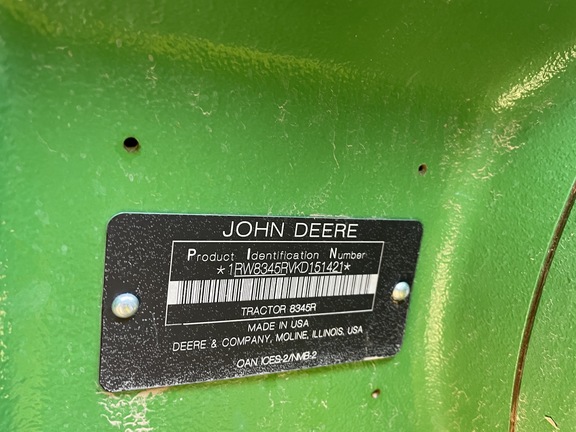 JOHN DEERE
Product Identification Number
*1RW8345RVKD151421*
TRACTOR 8345R
MADE IN USA
DEERE & COMPANY, MOLINE, ILLINOIS, USA
CAN ICES-2/NMB-2